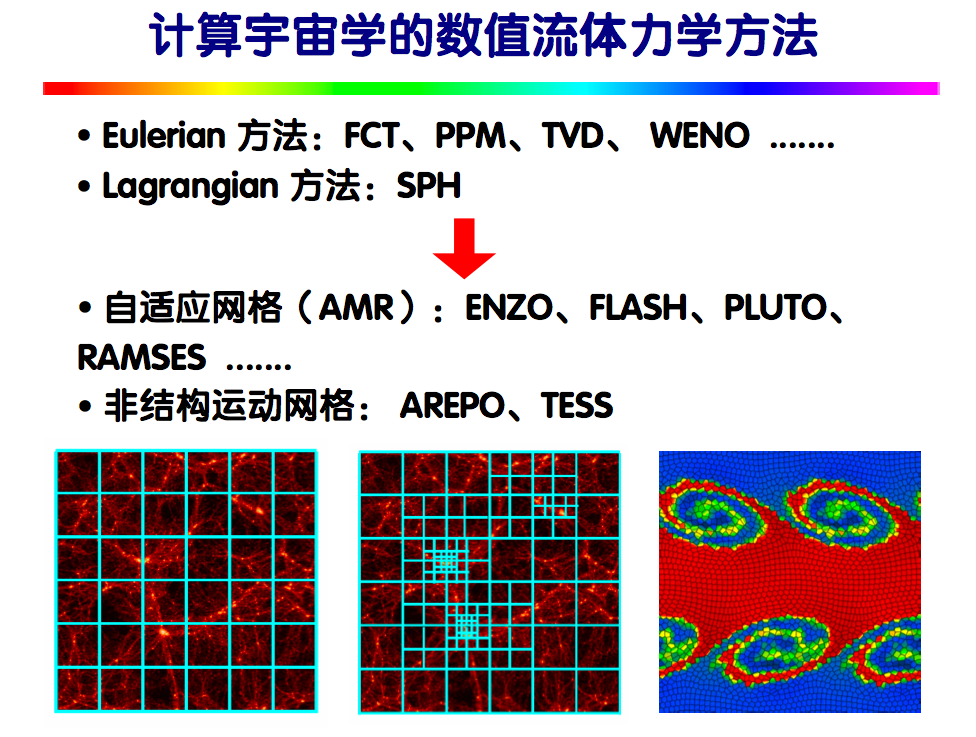 计算宇宙学的数值流体力学方法
• Eulerian 方法：FCT、PPM、TVD、 WENO .......
• Lagrangian 方法：SPH
• 自适应网格（AMR）：ENZO、FLASH、PLUTO、
RAMSES .......
• 非结构运动网格： AREPO、TESS